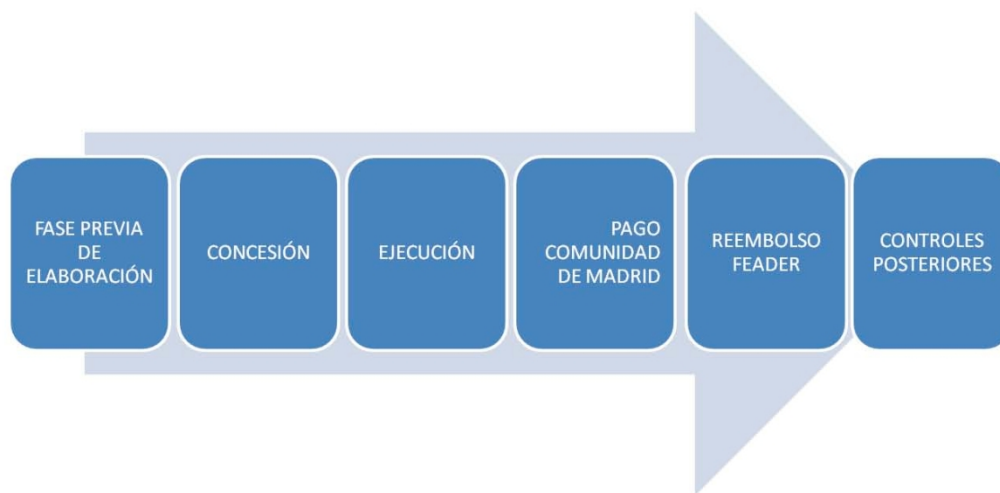 FASE PREVIA
DE
ELABORACIÓN
CONCESIÓN
EJECUCIÓN
PAGO
COMUNIDAD
DE MADRID
REEMBOLSO
FEADER
CONTROLES
POSTERIORES